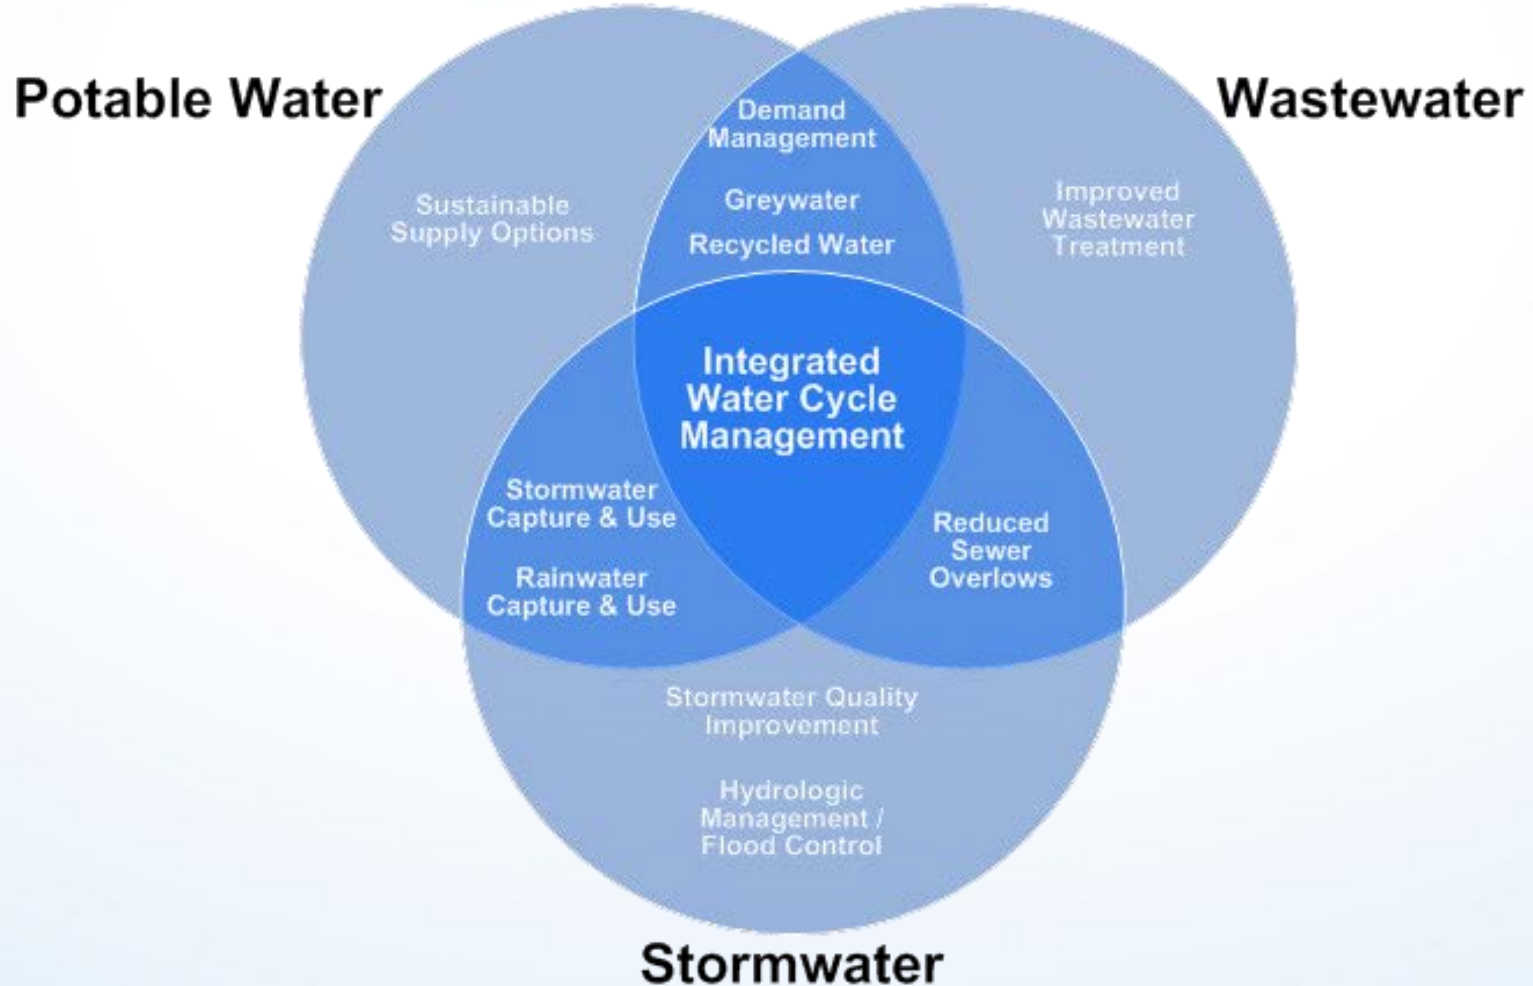 Potable Water
Wastewater
Demand
Management
Greywater
Recycled Water
Sustainable
Supply Options
Improved
Wastewater
Treatment
Integrated
Water Cycle
Management
Stormwater
Capture & Use
Rainwater
Capture & Use
Reduced
Sewer
Overlows
Stormwater Quality
Improvement
Hydrologic
Management /
Flood Control
Stormwater